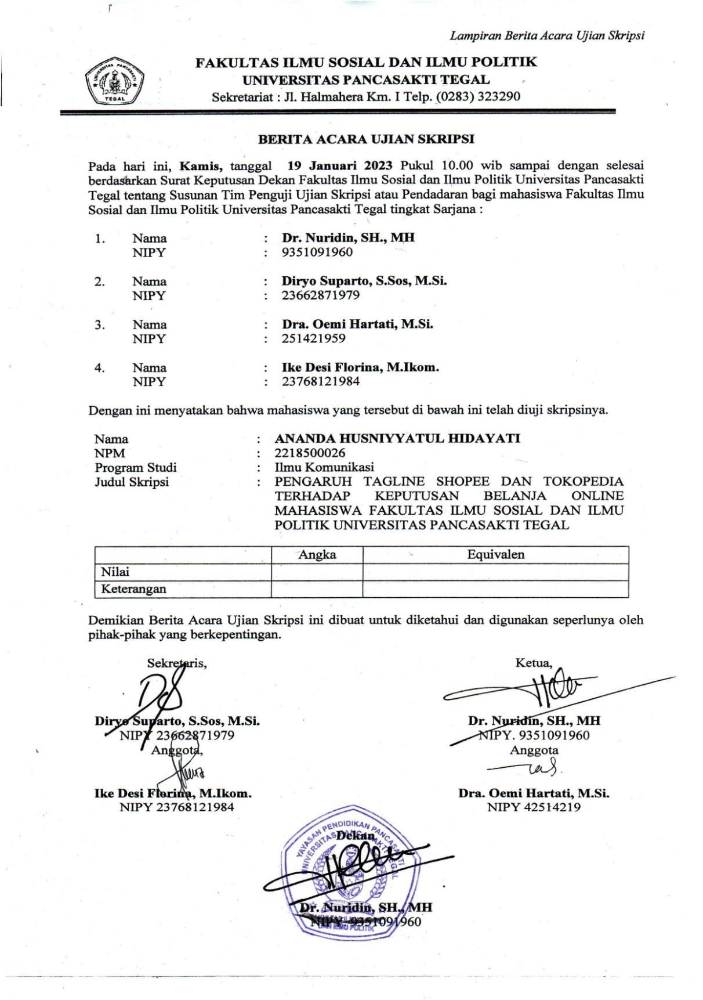 Lampiran Berita Acara Ujian Skripsi
UNIVERSITAS PANCASAKTI
TEGAL
FAKULTAS ILMU SOSIAL DAN ILMU POLITIK
UNIVERSITAS PANCASAKTI TEGAL
Sekretariat : Jl. Halmahera Km. I Telp. (0283) 323290
BERITA ACARA UJIAN SKRIPSI
Pada hari ini, Kamis, tanggal 19 Januari 2023 Pukul 10.00 wib sampai dengan selesai
berdasarkan Surat Keputusan Dekan Fakultas Ilmu Sosial dan Ilmu Politik Universitas Pancasakti
Tegal tentang Susunan Tim Penguji Ujian Skripsi atau Pendadaran bagi mahasiswa Fakultas Ilmu
Sosial dan Ilmu Politik Universitas Pancasakti Tegal tingkat Sarjana :
1. Nama : Dr. Nuridin, SH., MH
NIPY : 9351091960
2. Nama : Diryo Suparto, S.Sos, M.Si.
NIPY : 23662871979
3. Nama : Dra. Oemi Hartati, M.Si.
NIPY : 251421959
4. Nama : Ike Desi Florina, M.Ikom.
NIPY : 23768121984
Dengan ini menyatakan bahwa mahasiswa yang tersebut di bawah ini telah diuji skripsinya.
Nama : ANANDA HUSNIYYATUL HIDAYATI
NPM : 2218500026
Program Studi : Ilmu Komunikasi
Judul Skripsi : PENGARUH TAGLINE SHOPEE DAN TOKOPEDIA
TERHADAP KEPUTUSAN BELANJA ONLINE
MAHASISWA FAKULTAS ILMU SOSIAL DAN ILMU
POLITIK UNIVERSITAS PANCASAKTI TEGAL
Angka Equivalen
Nilai
Keterangan
Demikian Berita Acara Ujian Skripsi ini dibuat untuk diketahui dan digunakan seperlunya oleh
pihak-pihak yang berkepentingan.
Sekretaris, Ketua,
Diryo Suparto, S.Sos, M.Si. Dr. Nuridin, SH., MH
NIPY 23662871979 NIPY. 9351091960
Anggota, Anggota
Ike Desi Florina, M.Ikom. Dra. Oemi Hartati, M.Si.
NIPY 23768121984 NIPY 42514219
YAYASAN PENDIDIKAN PANCASAKTI
UNIVERSITAS PANCASAKTI TEGAL
Dekan
Dr. Nuridin, SH., MH
NIPY. 9351091960
DAN ILMU POLITIK